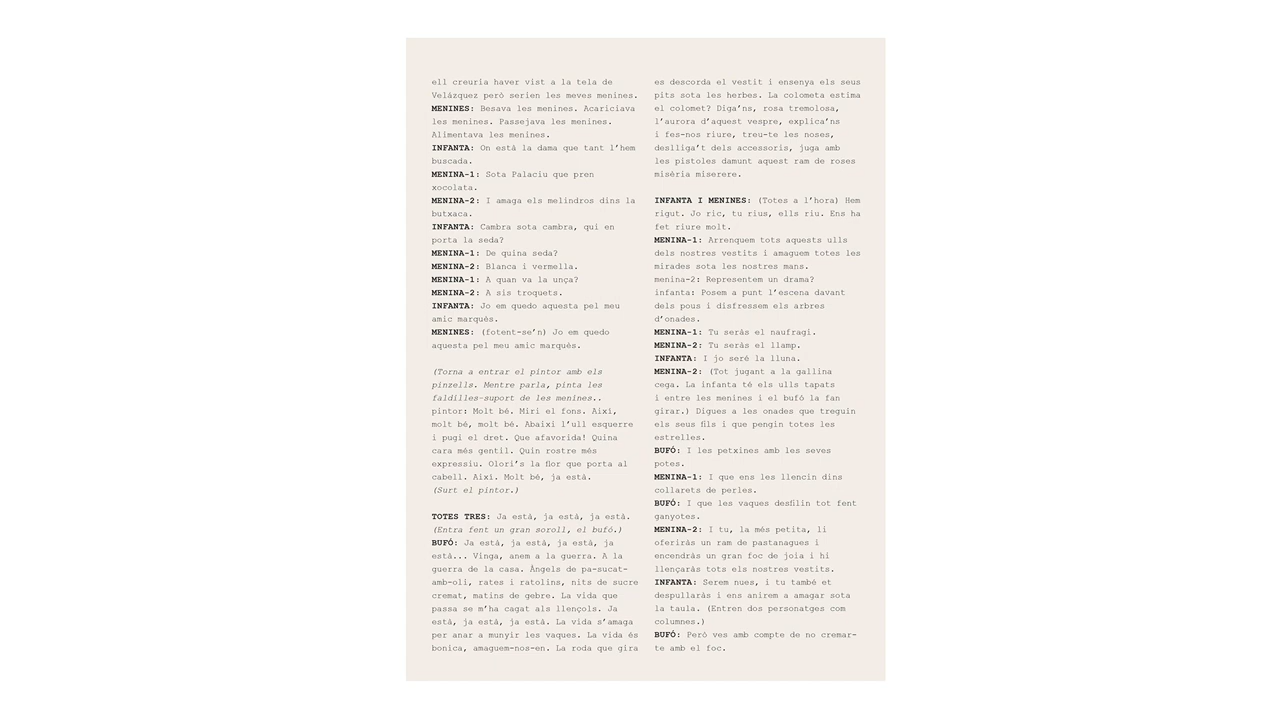 ell creuria haver vist a la tela de
Velázquez però serien les meves menines.
MENINES: Besava les menines. Acariciava
les menines. Passejava les menines.
Alimentava les menines.
INFANTA: On està la dama que tant l'hem
buscada.
MENINA-1: Sota Palaciu que pren
xocolata.
MENINA-2: I amaga els melindros dins la
butxaca.
INFANTA: Cambra sota cambra, qui en
porta la seda?
MENINA-1: De quina seda?
MENINA-2: Blanca i vermella.
MENINA-1: A quan va la unça?
MENINA-2: A sis troquets.
INFANTA: Jo em quedo aquesta pel meu
amic marquès.
MENINES: (fotent-se'n) Jo em quedo
aquesta pel meu amic marquès.
(Torna a entrar el pintor amb els
pinzells. Mentre parla, pinta les
faldilles-suport de les menines..
pintor: Molt bé. Miri el fons. Així,
molt bé, molt bé. Abaixi l'ull esquerre
i pugi el dret. Que afavorida! Quina
cara més gentil. Quin rostre més
expressiu. Olori's la flor que porta al
cabell. Així. Molt bé, ja està.
(Surt el pintor.)
TOTES TRES: Ja està, ja està, ja està.
(Entra fent un gran soroll, el bufó.)
BUFÓ: Ja està, ja està, ja està, ja
està... Vinga, anem a la guerra. A la
guerra de la casa. Àngels de pa-sucat-
amb-oli, rates i ratolins, nits de sucre
cremat, matins de gebre. La vida que
passa se m'ha cagat als llençols. Ja
està, ja està, ja està. La vida s'amaga
per anar a munyir les vaques. La vida és
bonica, amaguem-nos-en. La roda que gira
es descorda el vestit i ensenya els seus
pits sota les herbes. La colometa estima
el colomet? Diga'ns, rosa tremolosa,
l'aurora d'aquest vespre, explica'ns
i fes-nos riure, treu-te les noses,
deslliga't dels accessoris, juga amb
les pistoles damunt aquest ram de roses
misèria miserere.
INFANTA I MENINES: (Totes a l'hora) Hem
rigut. Jo ric, tu rius, ells riu. Ens ha
fet riure molt.
MENINA-1: Arrenquem tots aquests ulls
dels nostres vestits i amaguem totes les
mirades sota les nostres mans.
menina-2: Representem un drama?
infanta: Posem a punt l'escena davant
dels pous i disfressem els arbres
d'onades.
MENINA-1: Tu seràs el naufragi.
MENINA-2: Tu seràs el llamp.
INFANTA: I jo seré la lluna.
MENINA-2: (Tot jugant a la gallina
cega. La infanta té els ulls tapats
i entre les menines i el bufó la fan
girar.) Digues a les onades que treguin
els seus fils i que pengin totes les
estrelles.
BUFÓ: I les petxines amb les seves
potes.
MENINA-1: I que ens les llencin dins
collarets de perles.
BUFÓ: I que les vaques desfilin tot fent
ganyotes.
MENINA-2: I tu, la més petita, li
oferiràs un ram de pastanagues i
encendràs un gran foc de joia i hi
llençaràs tots els nostres vestits.
INFANTA: Serem nues, i tu també et
despullaràs i ens anirem a amagar sota
la taula. (Entren dos personatges com
columnes.)
BUFÓ: Però ves amb compte de no cremar-
te amb el foc.